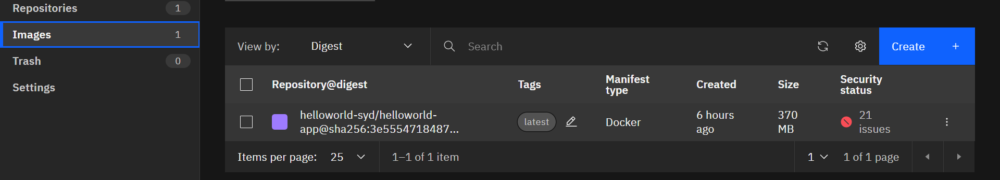 Repositories 1
Images 1
Trash 0
Settings
View by: Digest Search Create +
Repository@digest Tags Manifest type Created Size Security status
helloworld-syd/helloworld-
app@sha256:3e5554718487...
latest
Docker
6 hours
ago
370
MB
21
issues
Items per page: 25 1–1 of 1 item 1 1 of 1 page